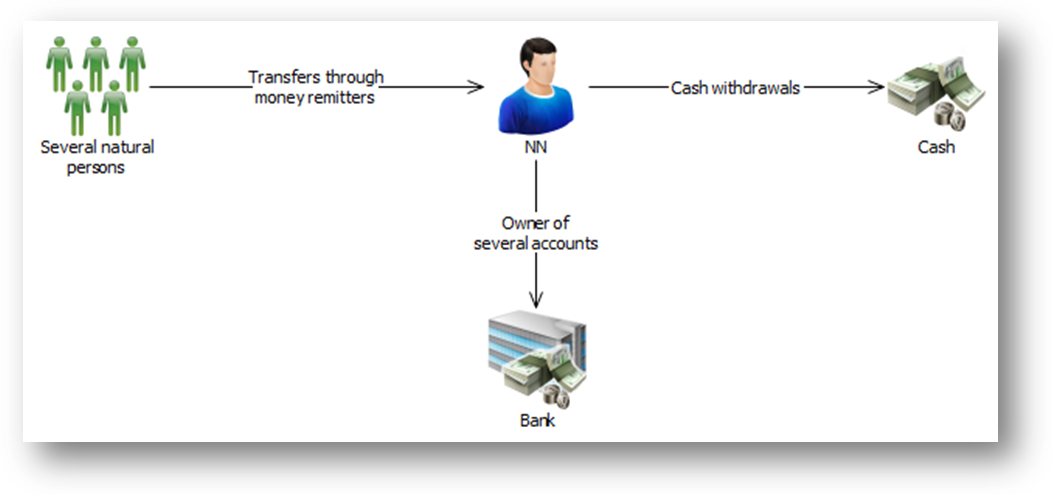 Several natural
persons
Transfers through
money remitters
NN
Cash withdrawals
Cash
Owner of
several accounts
Bank